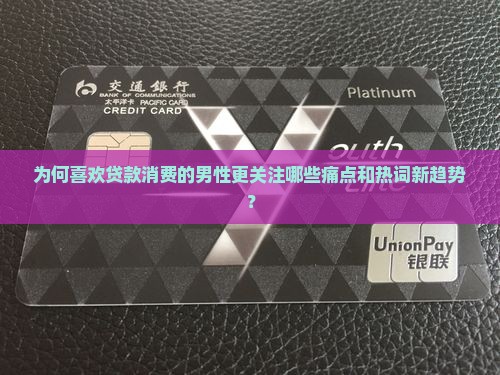 交通銀行
BANK OF COMMUNICATIONS
太平洋卡 PACIFIC CARD
CREDIT CARD
Platinum
为何喜欢贷款消费的男性更关注哪些痛点和热词新趋势
?
outh
UnionPay
银联